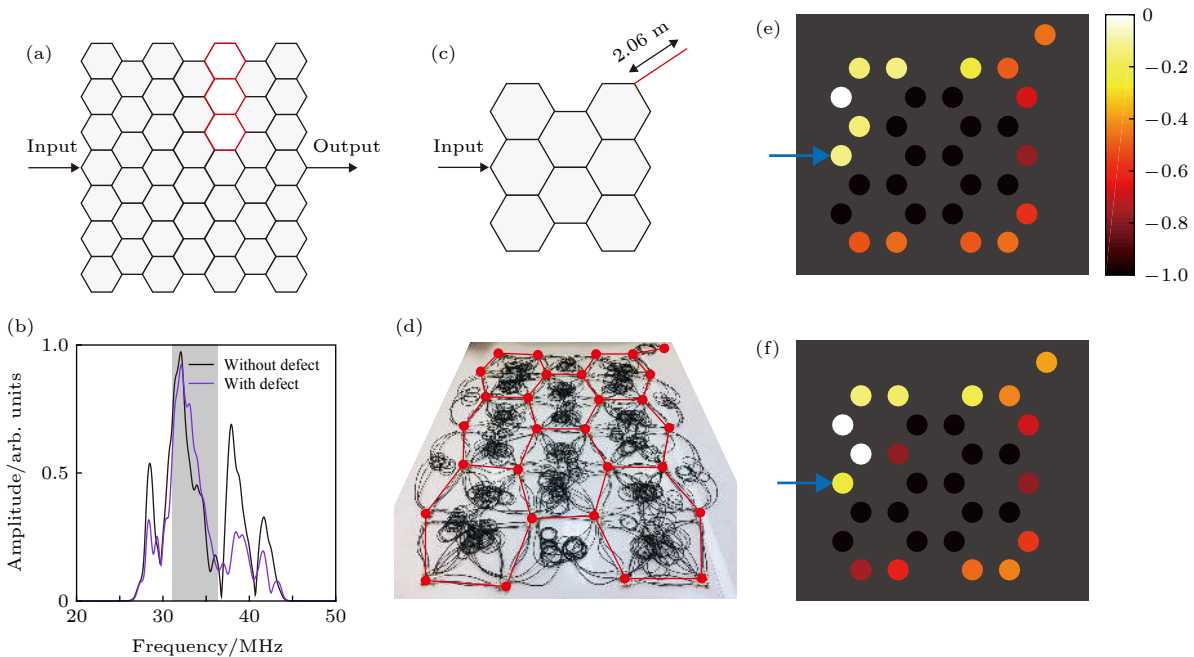 (a)
Input
Output
(b)
Amplitude/arb. units
1.0
0.5
0
Without defect
With defect
20
30
40
50
Frequency/MHz
(c)
2.06 m
Input
(d)
(e)
0
−0.2
−0.4
−0.6
−0.8
−1.0
(f)